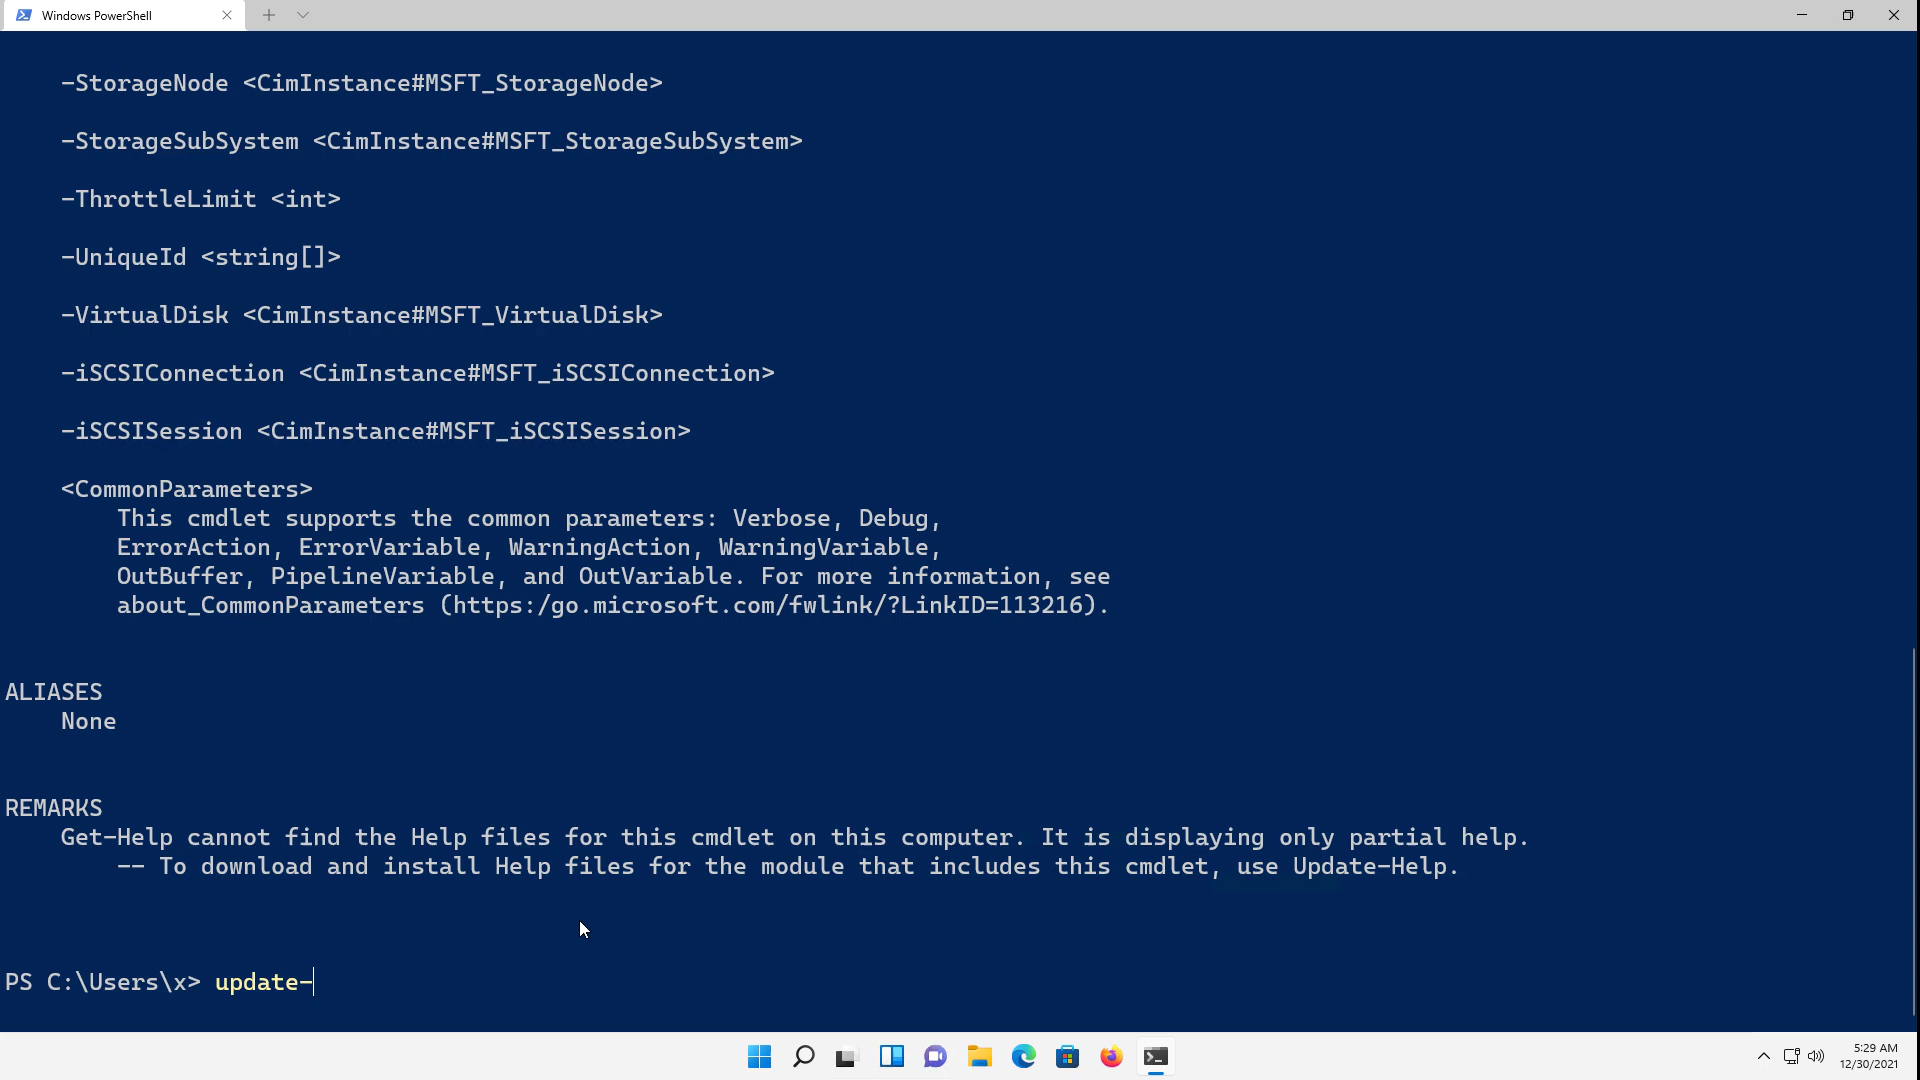 Windows PowerShell
-StorageNode <CimInstance#MSFT_StorageNode>
-StorageSubSystem <CimInstance#MSFT_StorageSubSystem>
-ThrottleLimit <int>
-UniqueId <string[]>
-VirtualDisk <CimInstance#MSFT_VirtualDisk>
-iSCSIConnection <CimInstance#MSFT_iSCSIConnection>
-iSCSISession <CimInstance#MSFT_iSCSISession>
<CommonParameters>
This cmdlet supports the common parameters: Verbose, Debug,
ErrorAction, ErrorVariable, WarningAction, WarningVariable,
OutBuffer, PipelineVariable, and OutVariable. For more information, see
about_CommonParameters (https:/go.microsoft.com/fwlink/?LinkID=113216).
ALIASES
None
REMARKS
Get-Help cannot find the Help files for this cmdlet on this computer. It is displaying only partial help.
-- To download and install Help files for the module that includes this cmdlet, use Update-Help.
PS C:\Users\x> update-
5:29 AM
12/30/2021